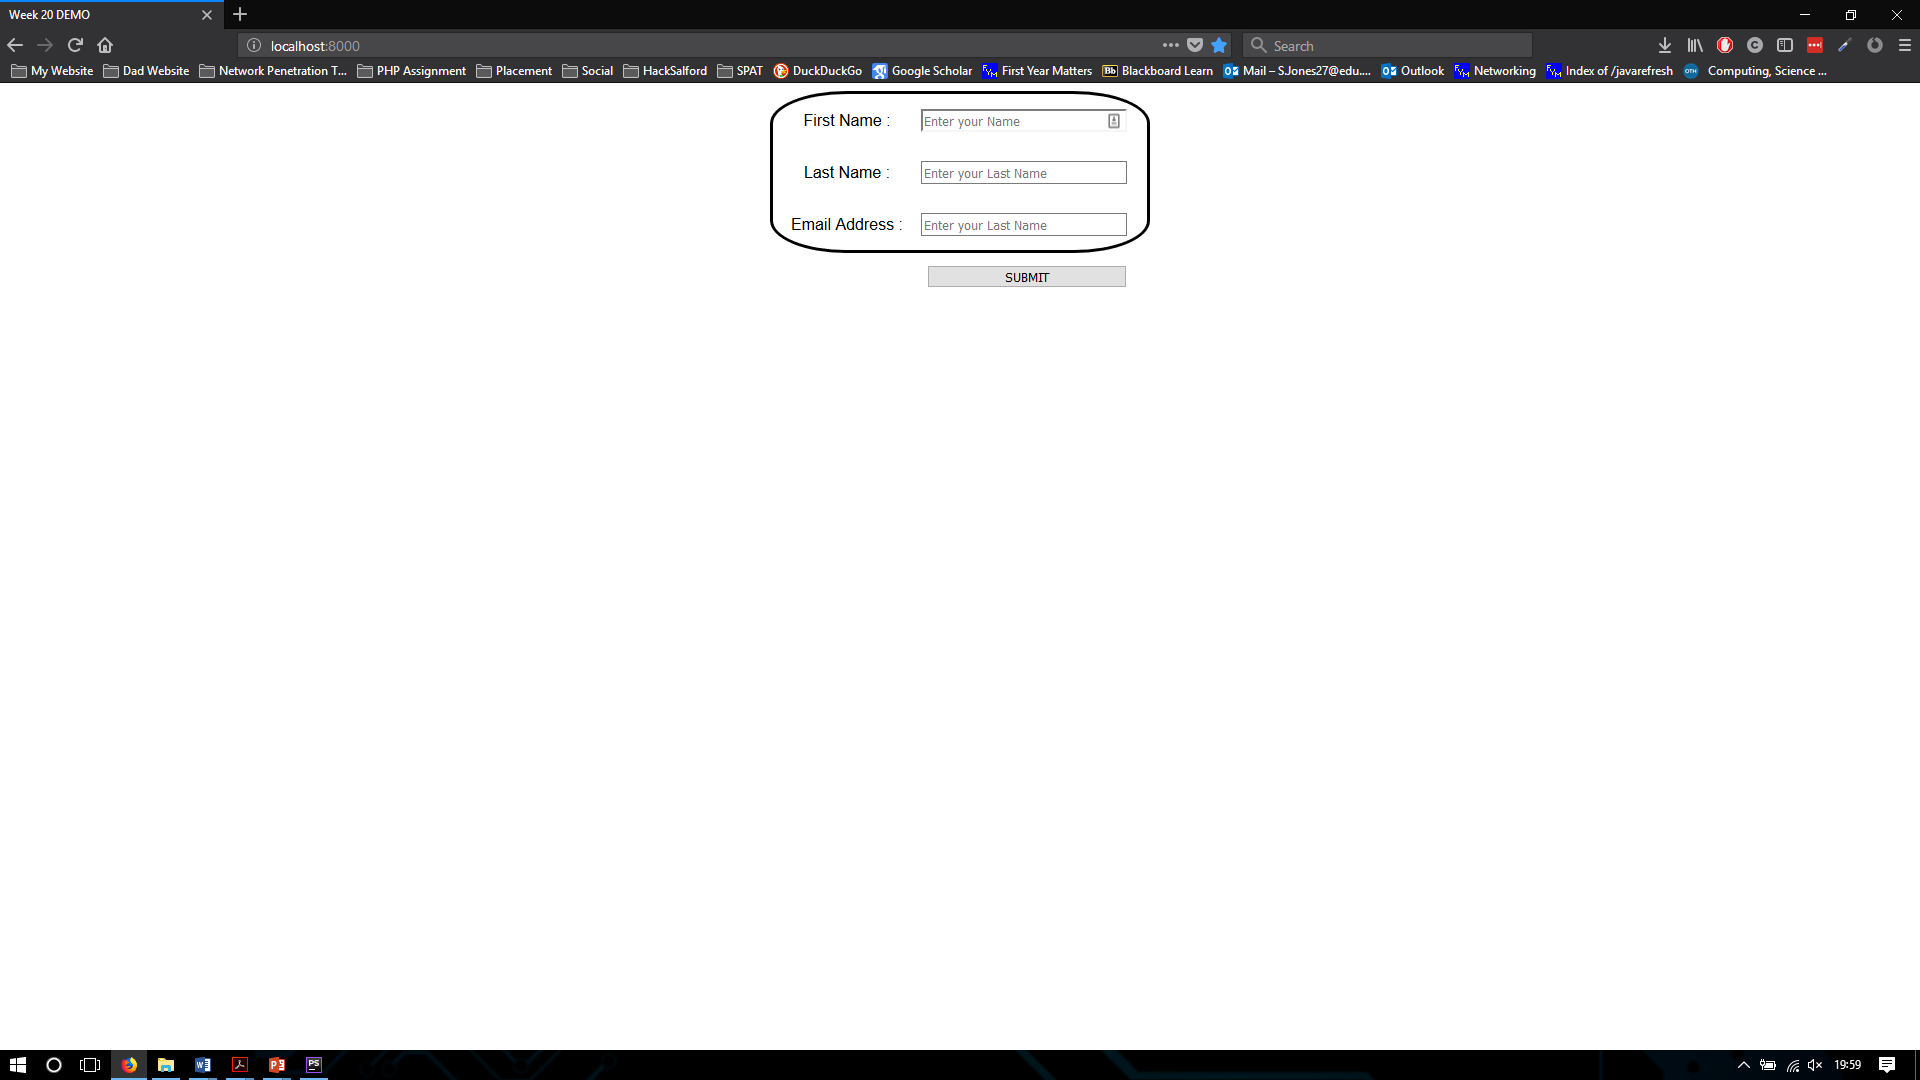 Week 20 DEMO
localhost:8000
Search
My Website Dad Website Network Penetration T... PHP Assignment Placement Social HackSalford SPAT DuckDuckGo Google Scholar First Year Matters Bb Blackboard Learn Mail – SJones27@edu.... Outlook Networking Index of /javarefresh Computing, Science ...
First Name : Enter your Name
Last Name : Enter your Last Name
Email Address : Enter your Last Name
SUBMIT
19:59